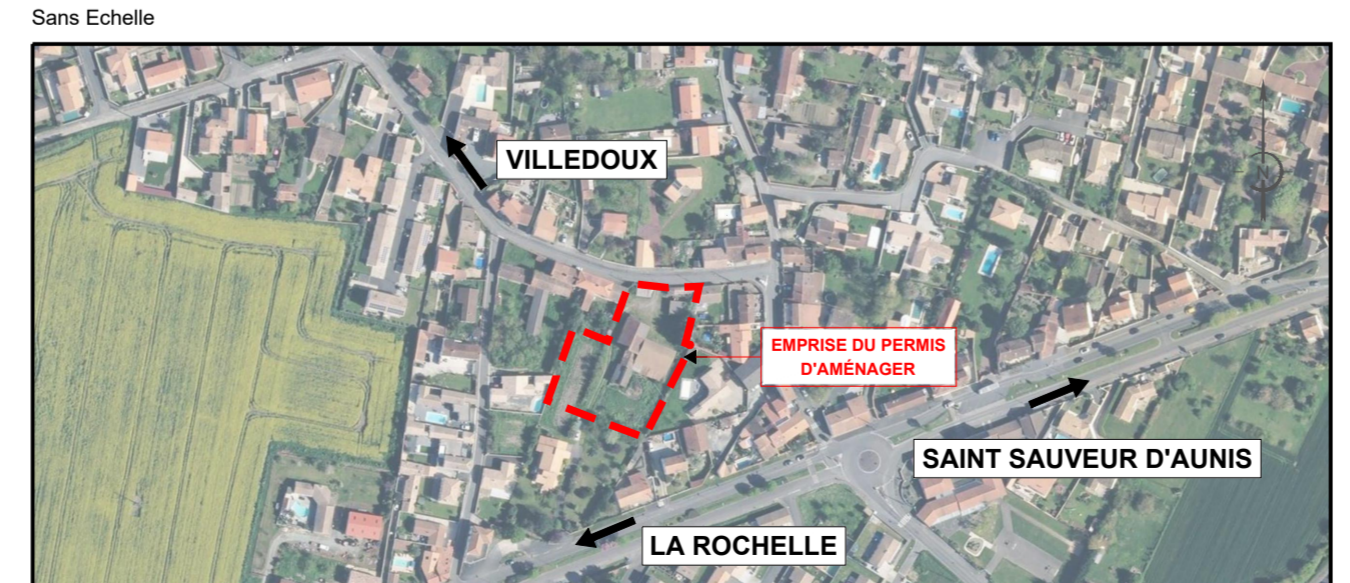 Sans Echelle
VILLEDOUX
N
EMPRISE DU PERMIS
D'AMÉNAGER
SAINT SAUVEUR D'AUNIS
LA ROCHELLE